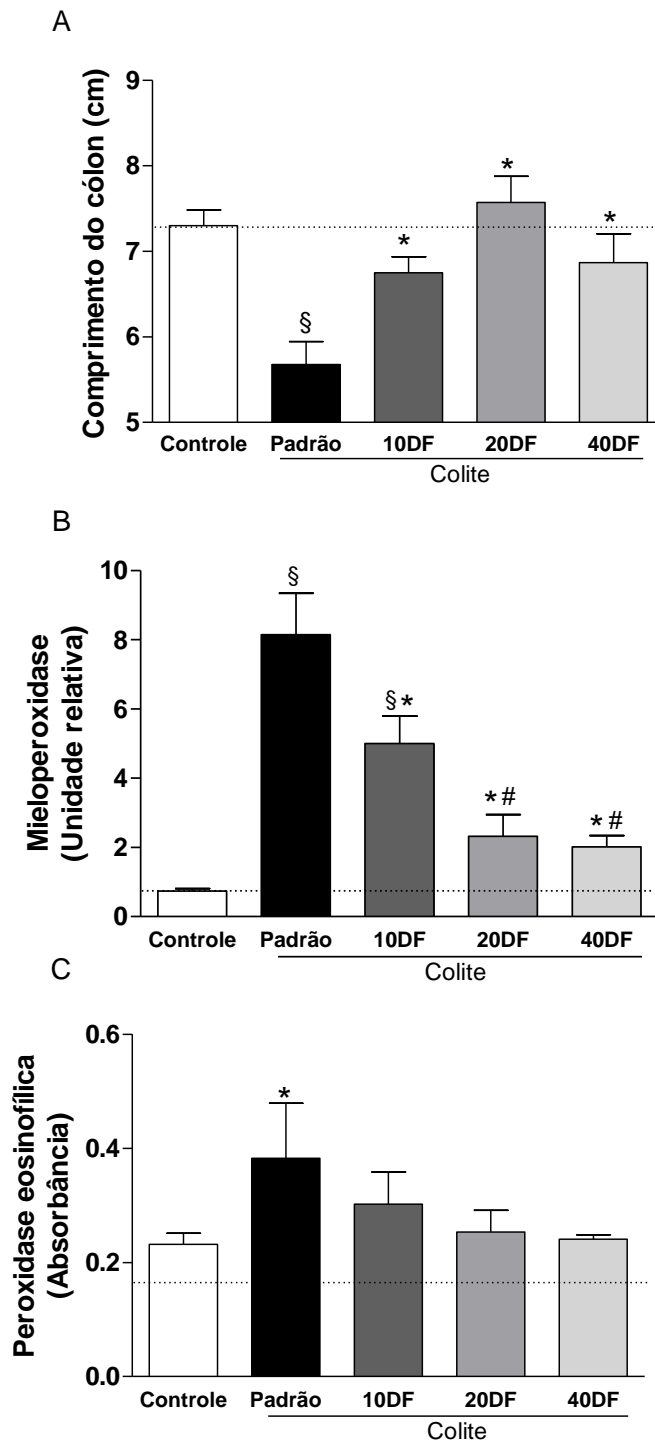 A
Comprimento do cólon (cm)
9
8
7
6
5
§
*
*
*
Controle Padrão 10DF 20DF 40DF
Colite
B
Mieloperoxidase
(Unidade relativa)
10
8
6
4
2
0
§
§ *
* #
* #
Controle Padrão 10DF 20DF 40DF
Colite
C
Peroxidase eosinofílica
(Absorbância)
0.6
0.4
0.2
0.0
*
Controle Padrão 10DF 20DF 40DF
Colite